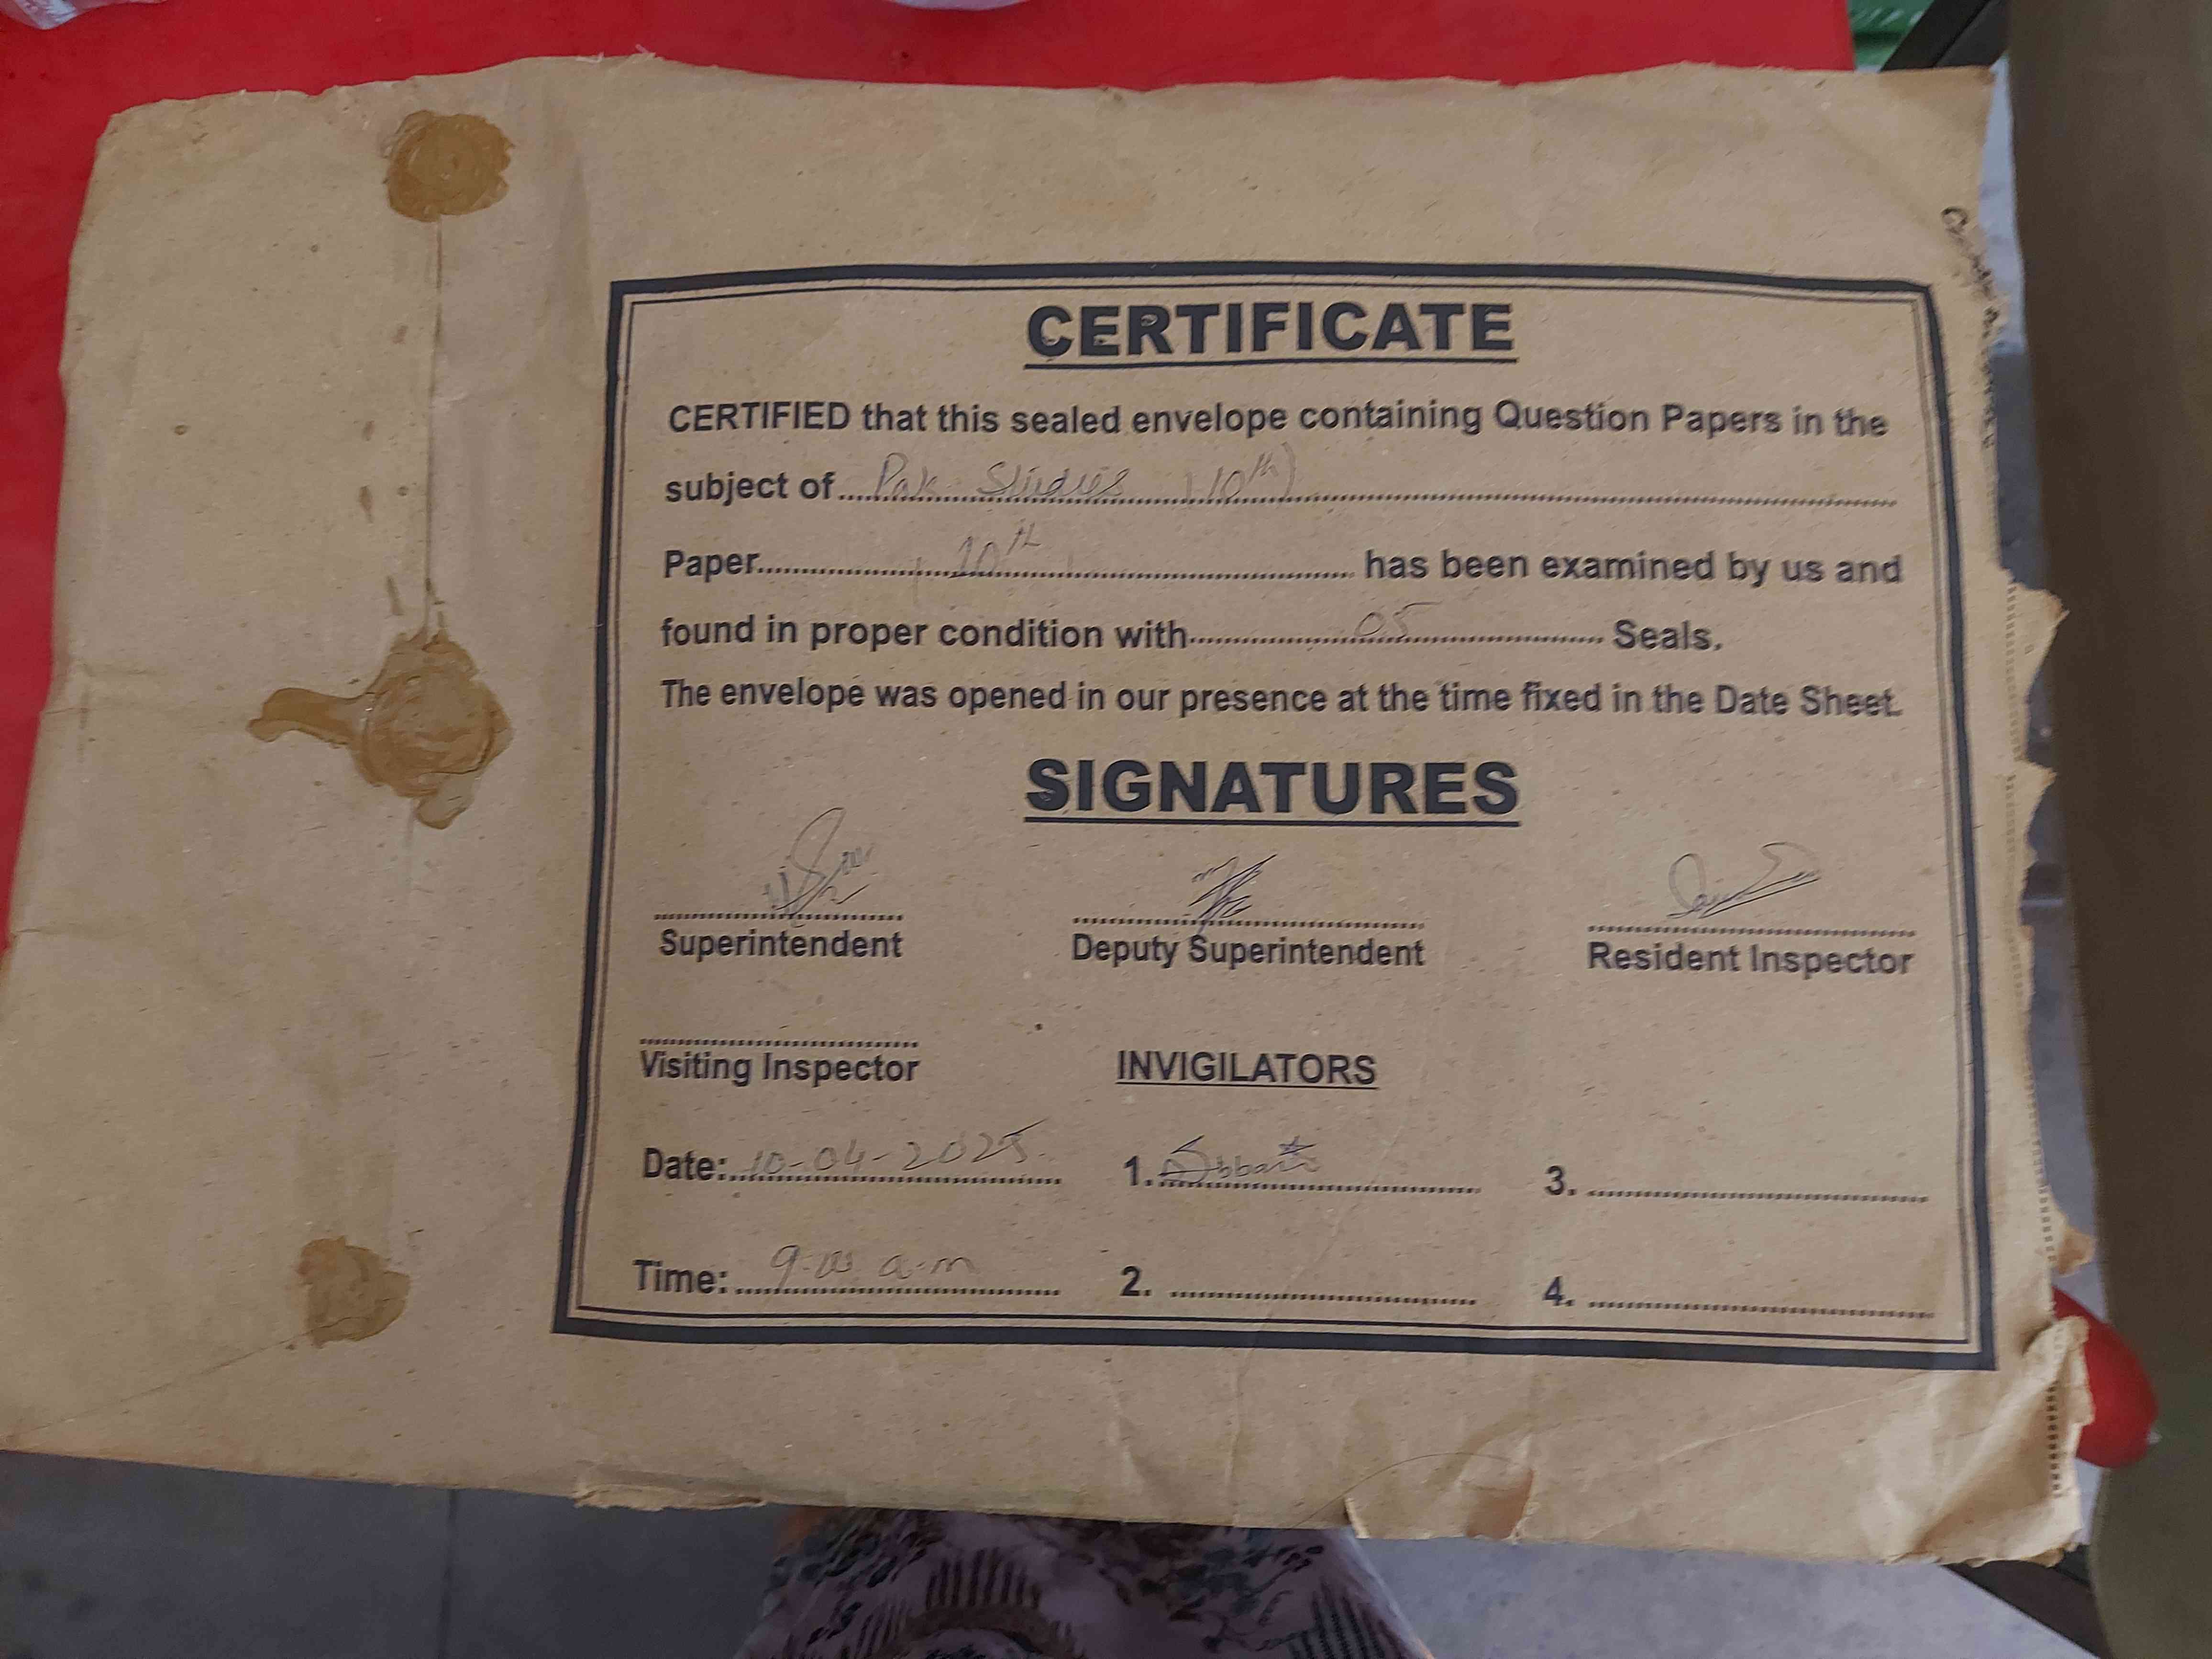 CERTIFICATE
CERTIFIED that this sealed envelope containing Question Papers in the
subject of Pak Studies (10th)
Paper 10th has been examined by us and
found in proper condition with 05 Seals.
The envelope was opened in our presence at the time fixed in the Date Sheet.
SIGNATURES
Superintendent Deputy Superintendent Resident Inspector
Visiting Inspector INVIGILATORS
Date: 10-04-2025. 1. 3.
Time: 9:00 a.m 2. 4.